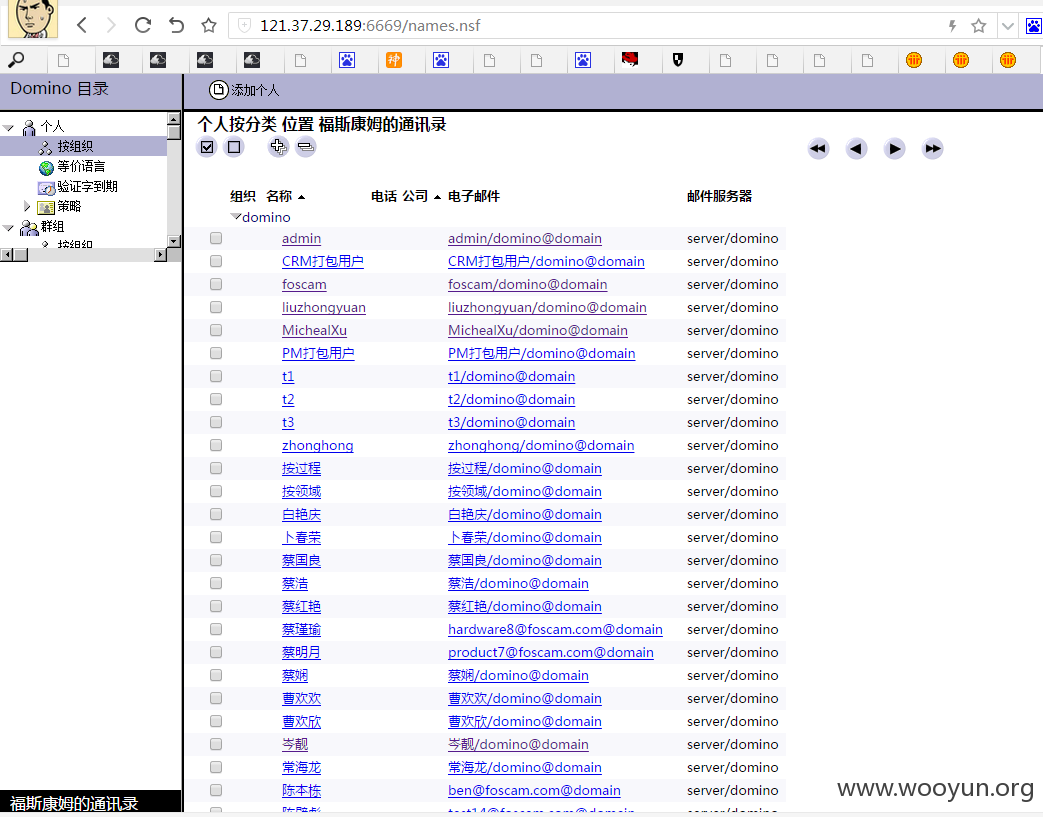 121.37.29.189:6669/names.nsf
Domino 目录
添加个人
个人
按组织
等价语言
验证字到期
策略
群组
按组织
福斯康姆的通讯录
个人按分类 位置 福斯康姆的通讯录
组织 名称 电话 公司 电子邮件 邮件服务器
domino
admin admin/domino@domain server/domino
CRM打包用户 CRM打包用户/domino@domain server/domino
foscam foscam/domino@domain server/domino
liuzhongyuan liuzhongyuan/domino@domain server/domino
MichealXu MichealXu/domino@domain server/domino
PM打包用户 PM打包用户/domino@domain server/domino
t1 t1/domino@domain server/domino
t2 t2/domino@domain server/domino
t3 t3/domino@domain server/domino
zhonghong zhonghong/domino@domain server/domino
按过程 按过程/domino@domain server/domino
按领域 按领域/domino@domain server/domino
白艳庆 白艳庆/domino@domain server/domino
卜春荣 卜春荣/domino@domain server/domino
蔡国良 蔡国良/domino@domain server/domino
蔡浩 蔡浩/domino@domain server/domino
蔡红艳 蔡红艳/domino@domain server/domino
蔡瑾瑜 hardware8@foscam.com@domain server/domino
蔡明月 product7@foscam.com@domain server/domino
蔡娴 蔡娴/domino@domain server/domino
曹欢欢 曹欢欢/domino@domain server/domino
曹欢欣 曹欢欣/domino@domain server/domino
岑靓 岑靓/domino@domain server/domino
常海龙 常海龙/domino@domain server/domino
陈本栋 ben@foscam.com@domain server/domino
www.wooyun.org